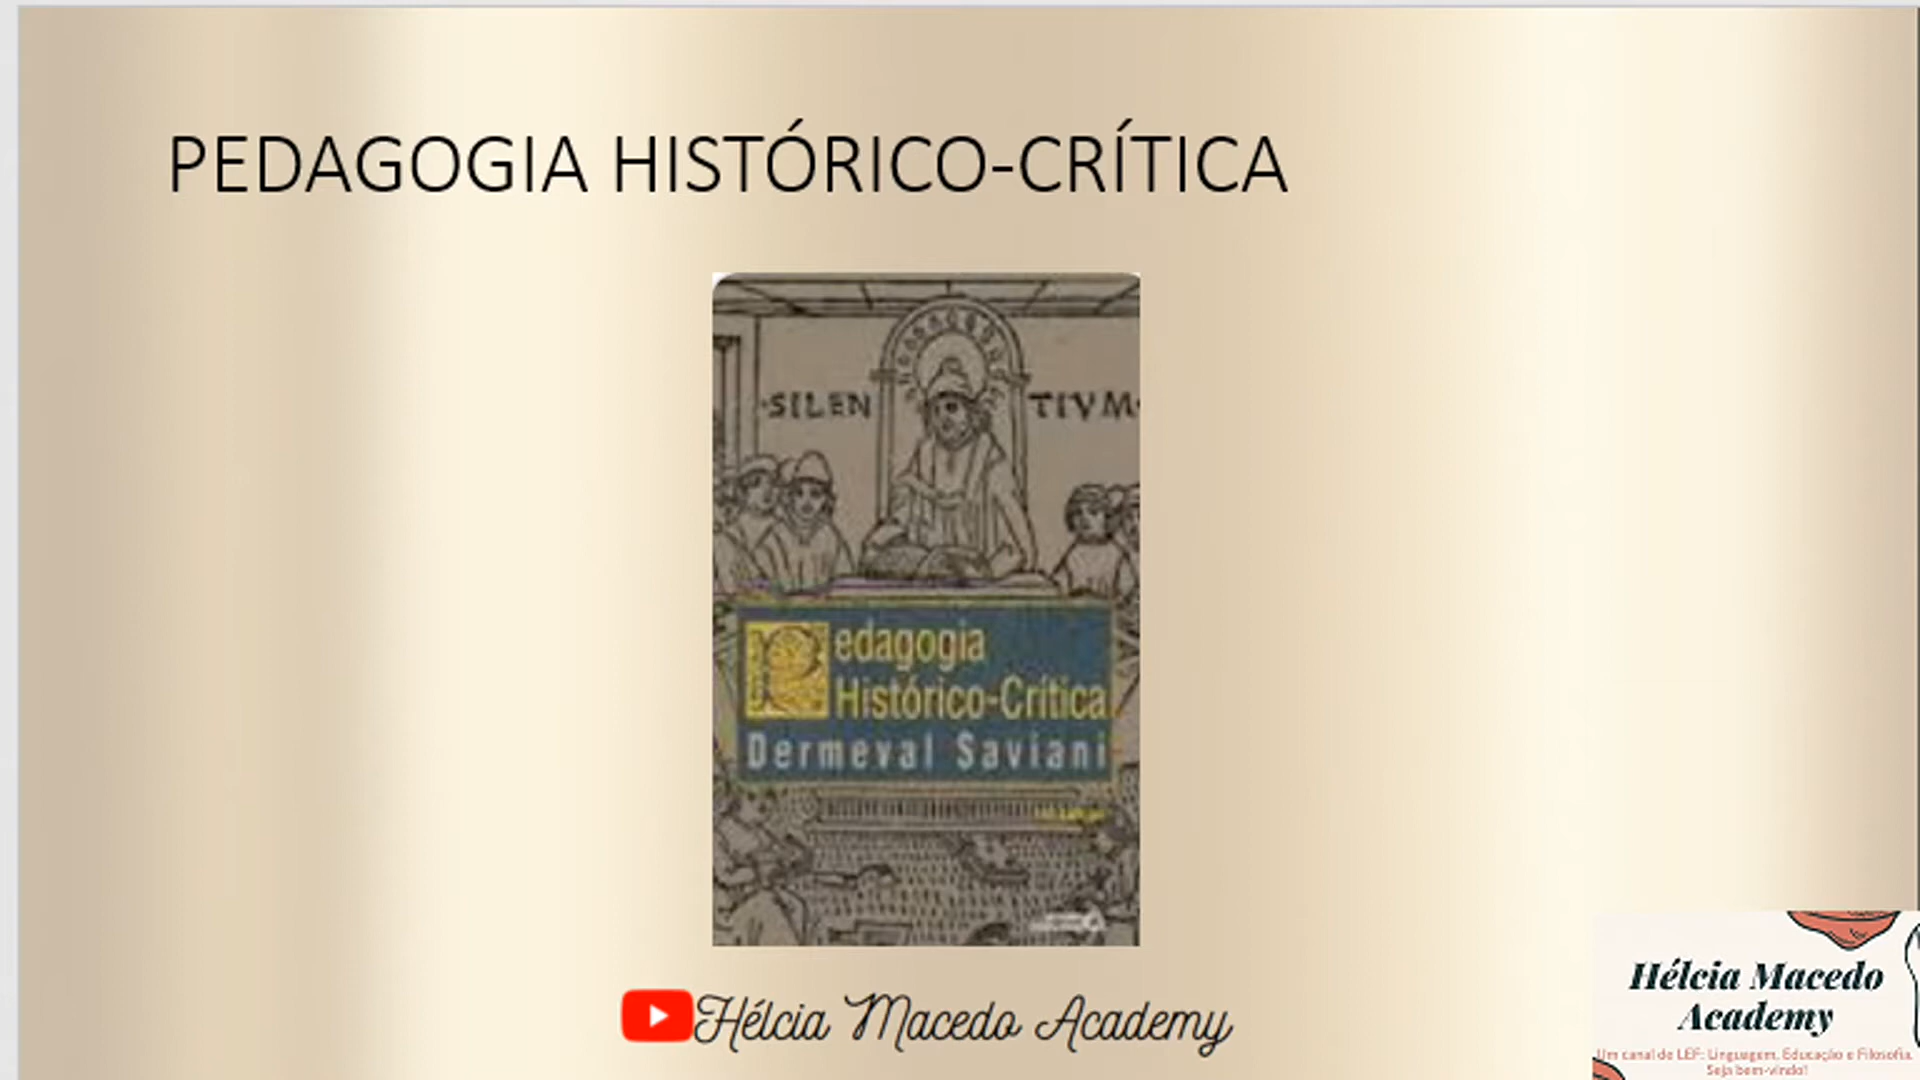 PEDAGOGIA HISTÓRICO-CRÍTICA
·SILEN TIVM·
Pedagogia
Histórico-Crítica
Dermeval Saviani
Hélcia Macedo Academy
Hélcia Macedo
Academy
Um canal de LEF: Linguagem, Educação e Filosofia.
Seja bem-vindo!